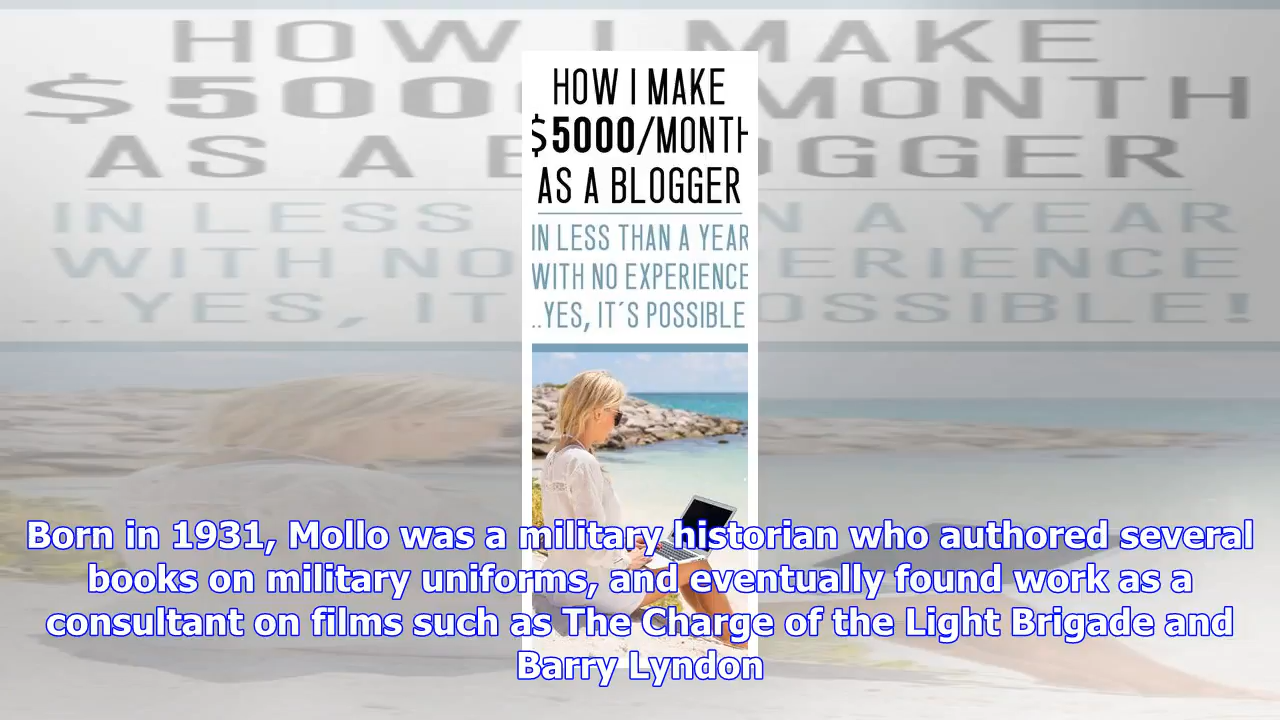 HOW I MAKE
$5000/MONTH
AS A BLOGGER
IN LESS THAN A YEAR
WITH NO EXPERIENCE
..YES, IT´S POSSIBLE
Born in 1931, Mollo was a military historian who authored several
books on military uniforms, and eventually found work as a
consultant on films such as The Charge of the Light Brigade and
Barry Lyndon